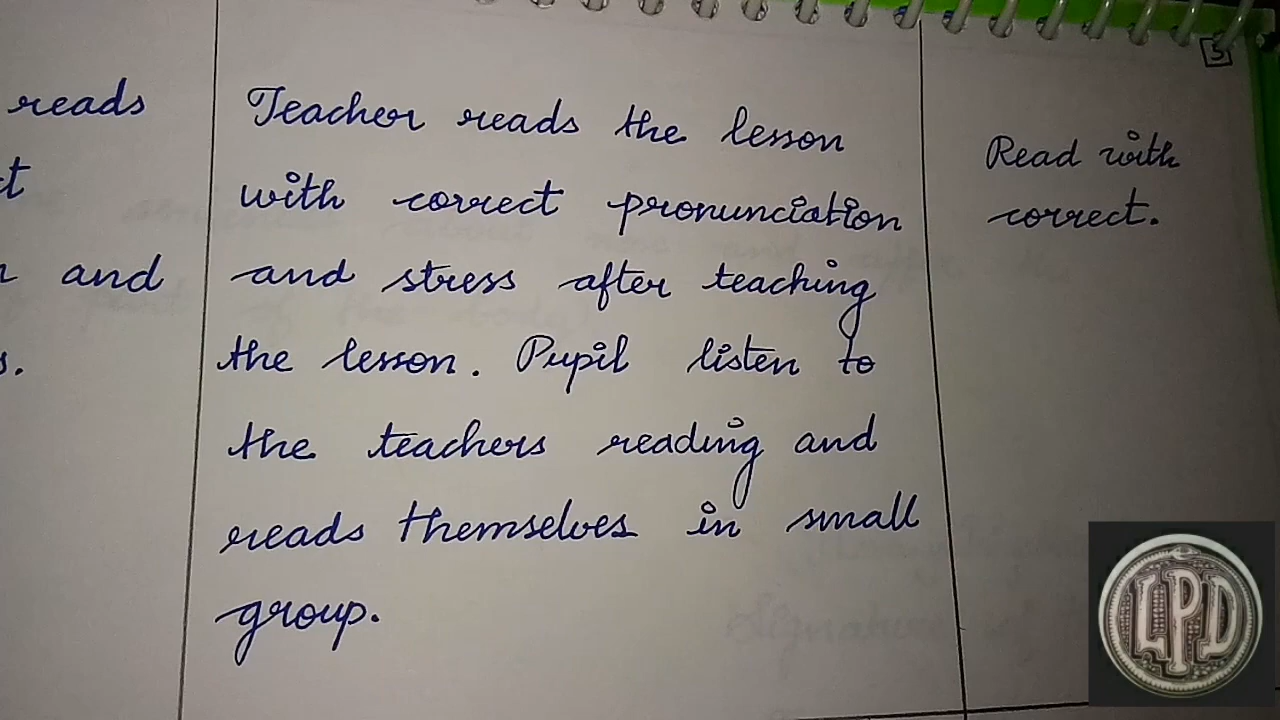 5
reads
and
s.
Teacher reads the lesson
with correct pronunciation
and stress after teaching
the lesson. Pupil listen to
the teachers reading and
reads themselves in small
group.
Read with
correct.
LPD